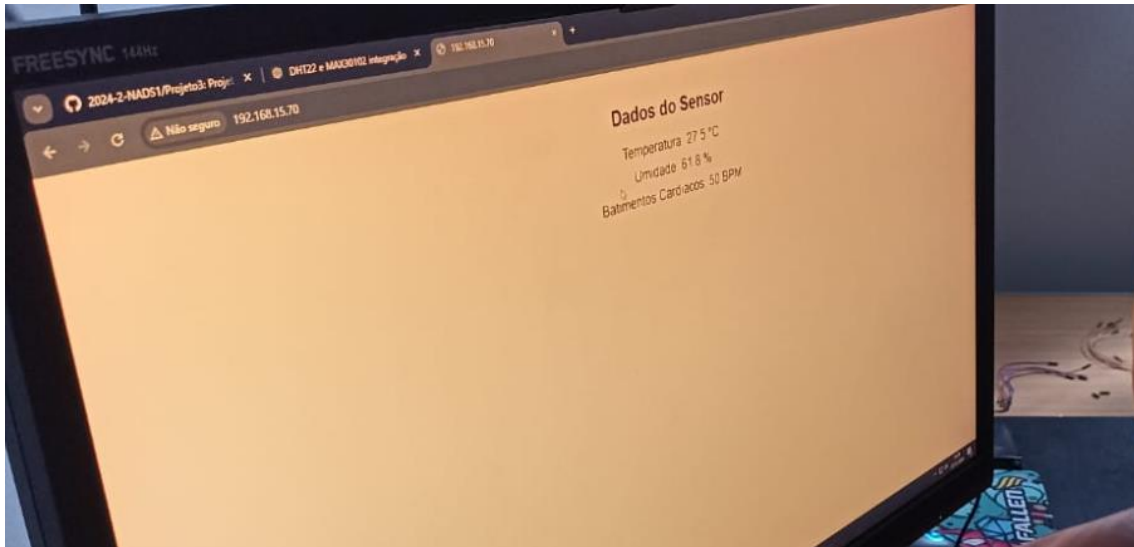 FREESYNC 144Hz
2024-2-NADS1/Projeto3: Proje
DHT22 e MAX30102 integração
192.168.15.70
Não seguro 192.168.15.70
Dados do Sensor
Temperatura: 27.5 °C
Umidade: 61.8 %
Batimentos Cardíacos: 50 BPM
FALLEN